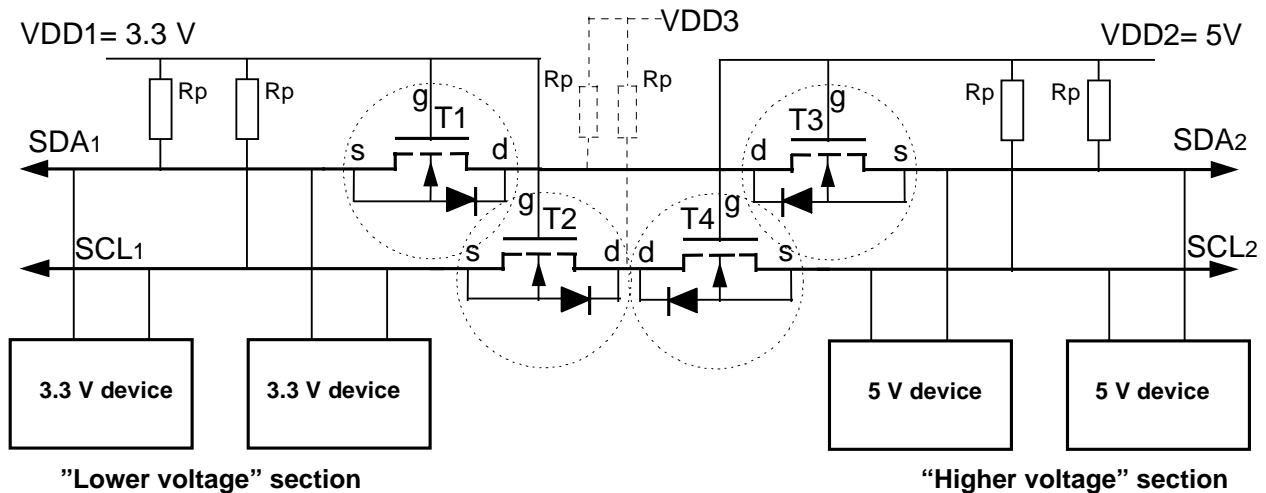 VDD1= 3.3 V
VDD3
VDD2= 5V
Rp
Rp
Rp
Rp
Rp
Rp
g
T1
g
T3
SDA1
s
d
d
s
SDA2
g
T2
T4
g
SCL1
s
d
d
s
SCL2
3.3 V device
3.3 V device
5 V device
5 V device
”Lower voltage” section
“Higher voltage” section